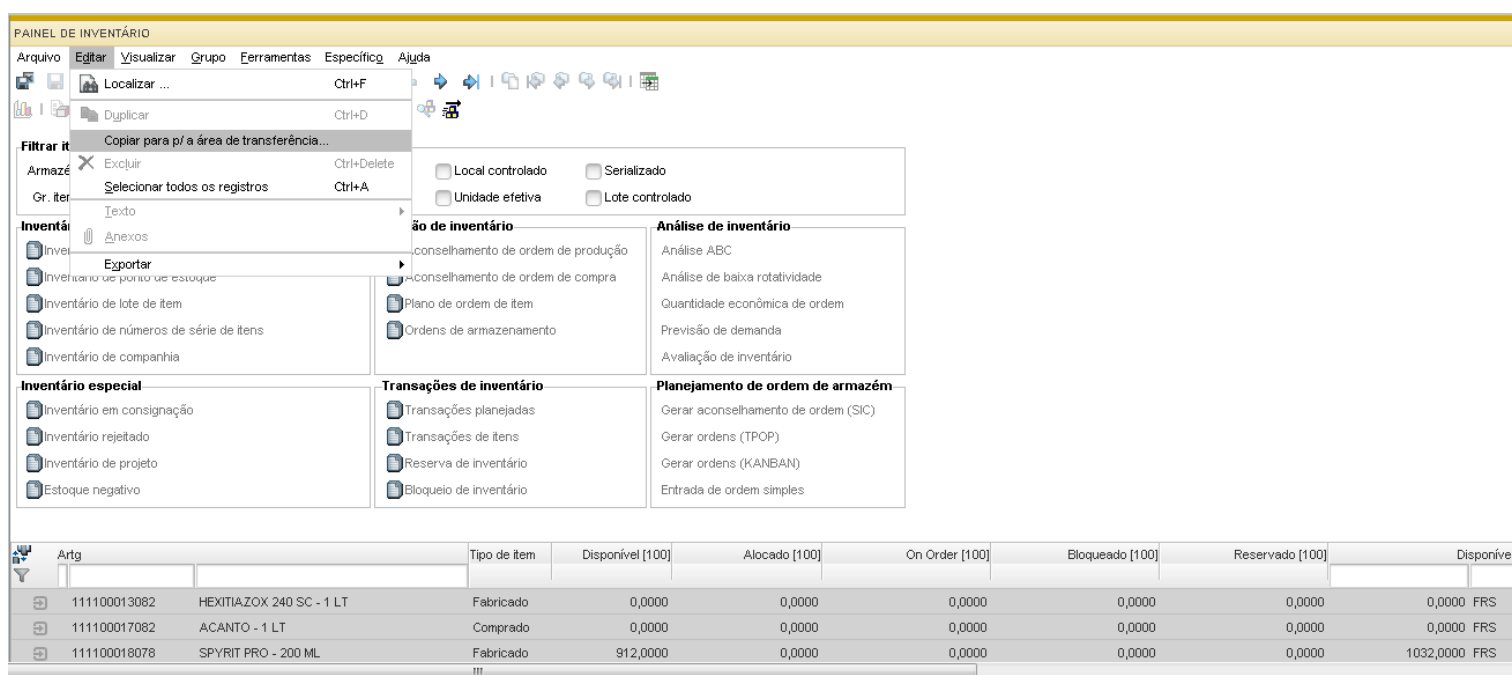 PAINEL DE INVENTÁRIO
Arquivo Editar Visualizar Grupo Ferramentas Específico Ajuda
Localizar ... Ctrl+F
Duplicar Ctrl+D
Copiar para p/ a área de transferência...
Excluir Ctrl+Delete
Selecionar todos os registros Ctrl+A
Texto
Anexos
Exportar
Filtrar it
Armazé
Local controlado Serializado
Gr. iter
Unidade efetiva Lote controlado
Inventá
ão de inventário
Análise de inventário
Inver
Aconselhamento de ordem de produção
Análise ABC
Inventário de ponto de estoque
Aconselhamento de ordem de compra
Análise de baixa rotatividade
Inventário de lote de item
Plano de ordem de item
Quantidade econômica de ordem
Inventário de números de série de itens
Ordens de armazenamento
Previsão de demanda
Inventário de companhia
Avaliação de inventário
Inventário especial
Transações de inventário
Planejamento de ordem de armazém
Inventário em consignação
Transações planejadas
Gerar aconselhamento de ordem (SIC)
Inventário rejeitado
Transações de itens
Gerar ordens (TPOP)
Inventário de projeto
Reserva de inventário
Gerar ordens (KANBAN)
Estoque negativo
Bloqueio de inventário
Entrada de ordem simples
Artg Tipo de item Disponível [100] Alocado [100] On Order [100] Bloqueado [100] Reservado [100] Disponíve
111100013082 HEXITIAZOX 240 SC - 1 LT Fabricado 0,0000 0,0000 0,0000 0,0000 0,0000 0,0000 FRS
111100017082 ACANTO - 1 LT Comprado 0,0000 0,0000 0,0000 0,0000 0,0000 0,0000 FRS
111100018078 SPYRIT PRO - 200 ML Fabricado 912,0000 0,0000 0,0000 0,0000 0,0000 1032,0000 FRS